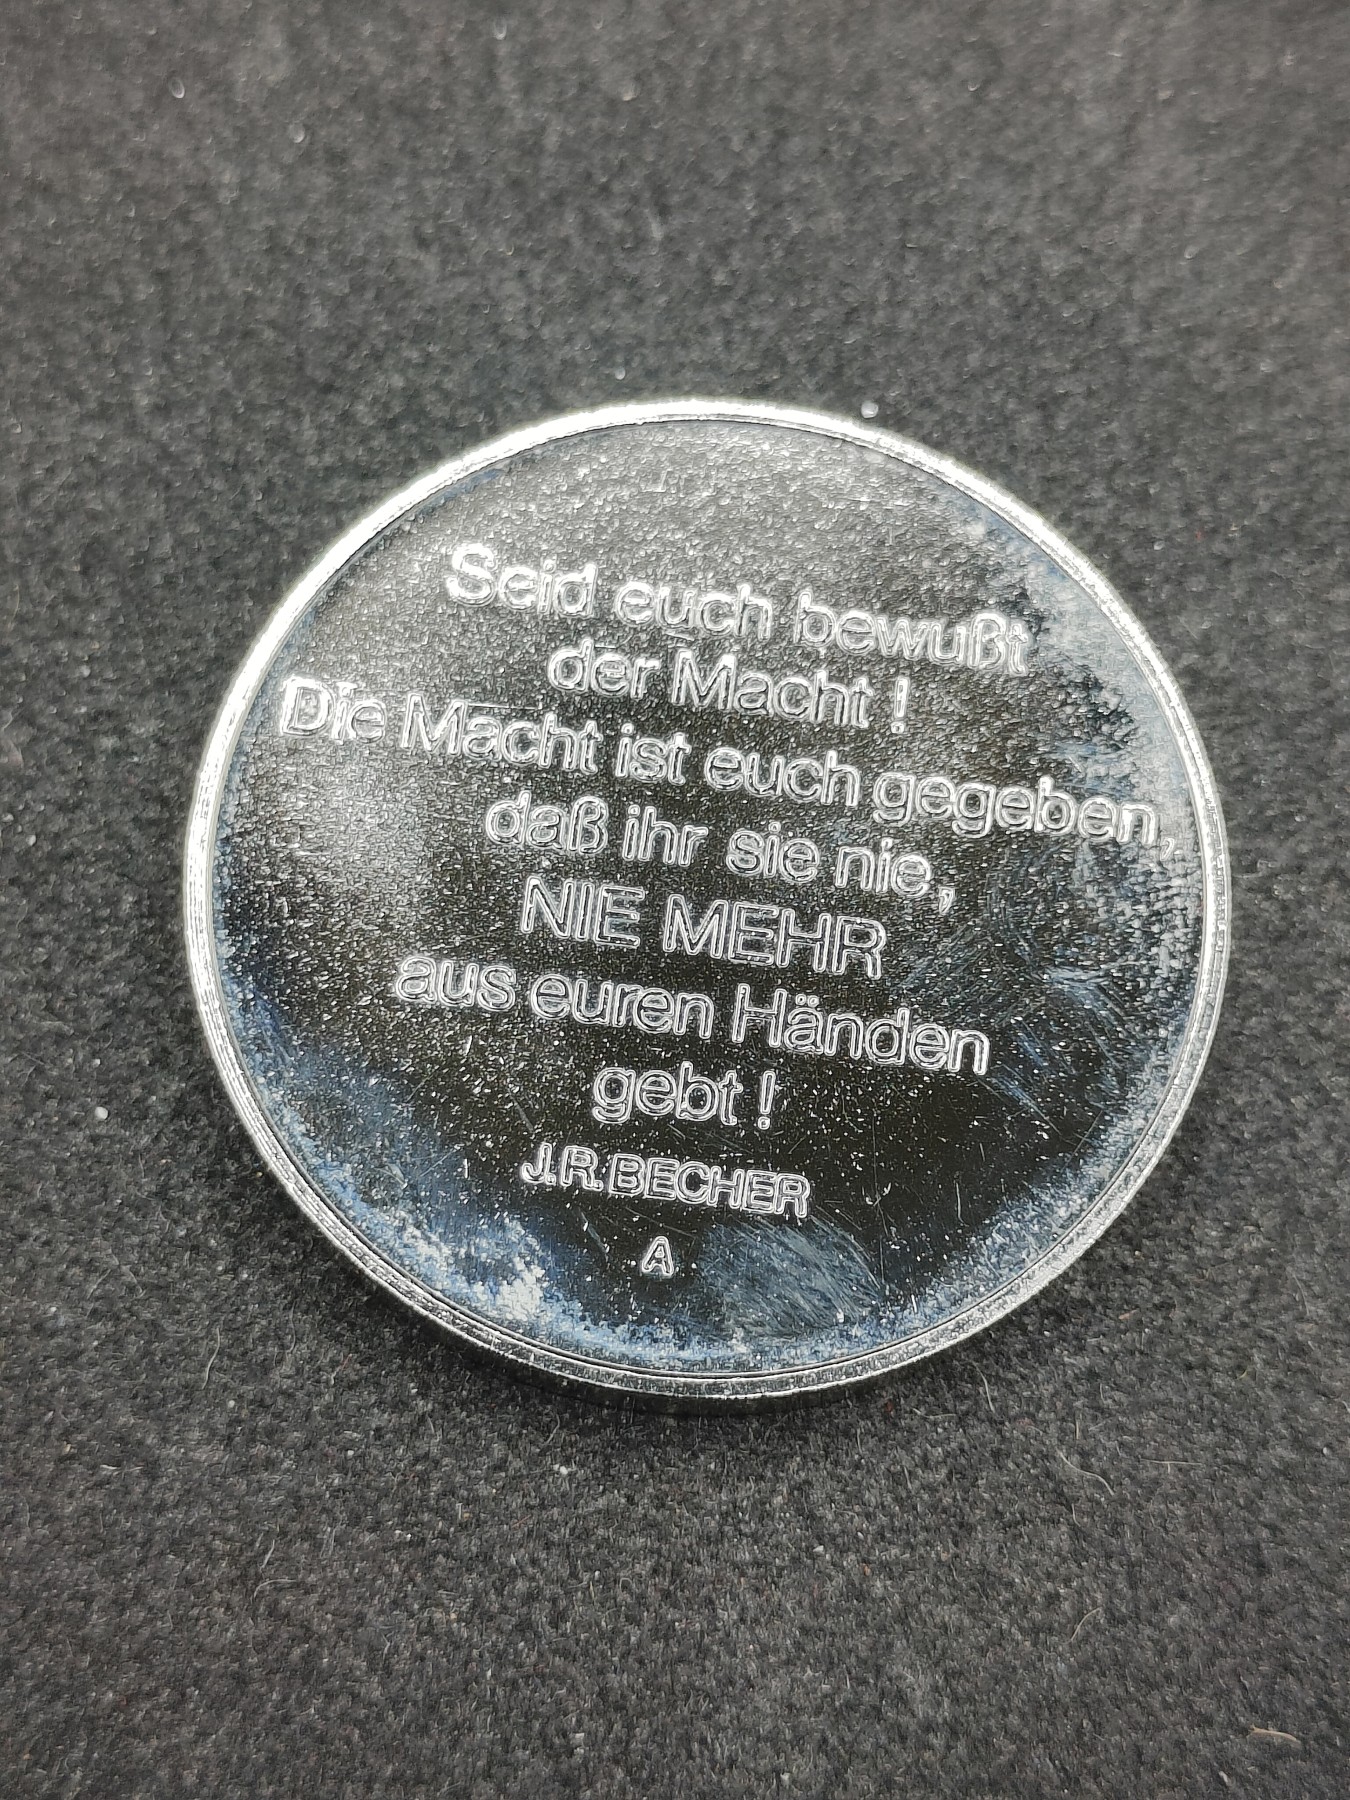 Seid euch bewußt
der Macht !
Die Macht ist euch gegeben,
daß ihr sie nie,
NIE MEHR
aus euren Händen
gebt !
J.R.BECHER
A